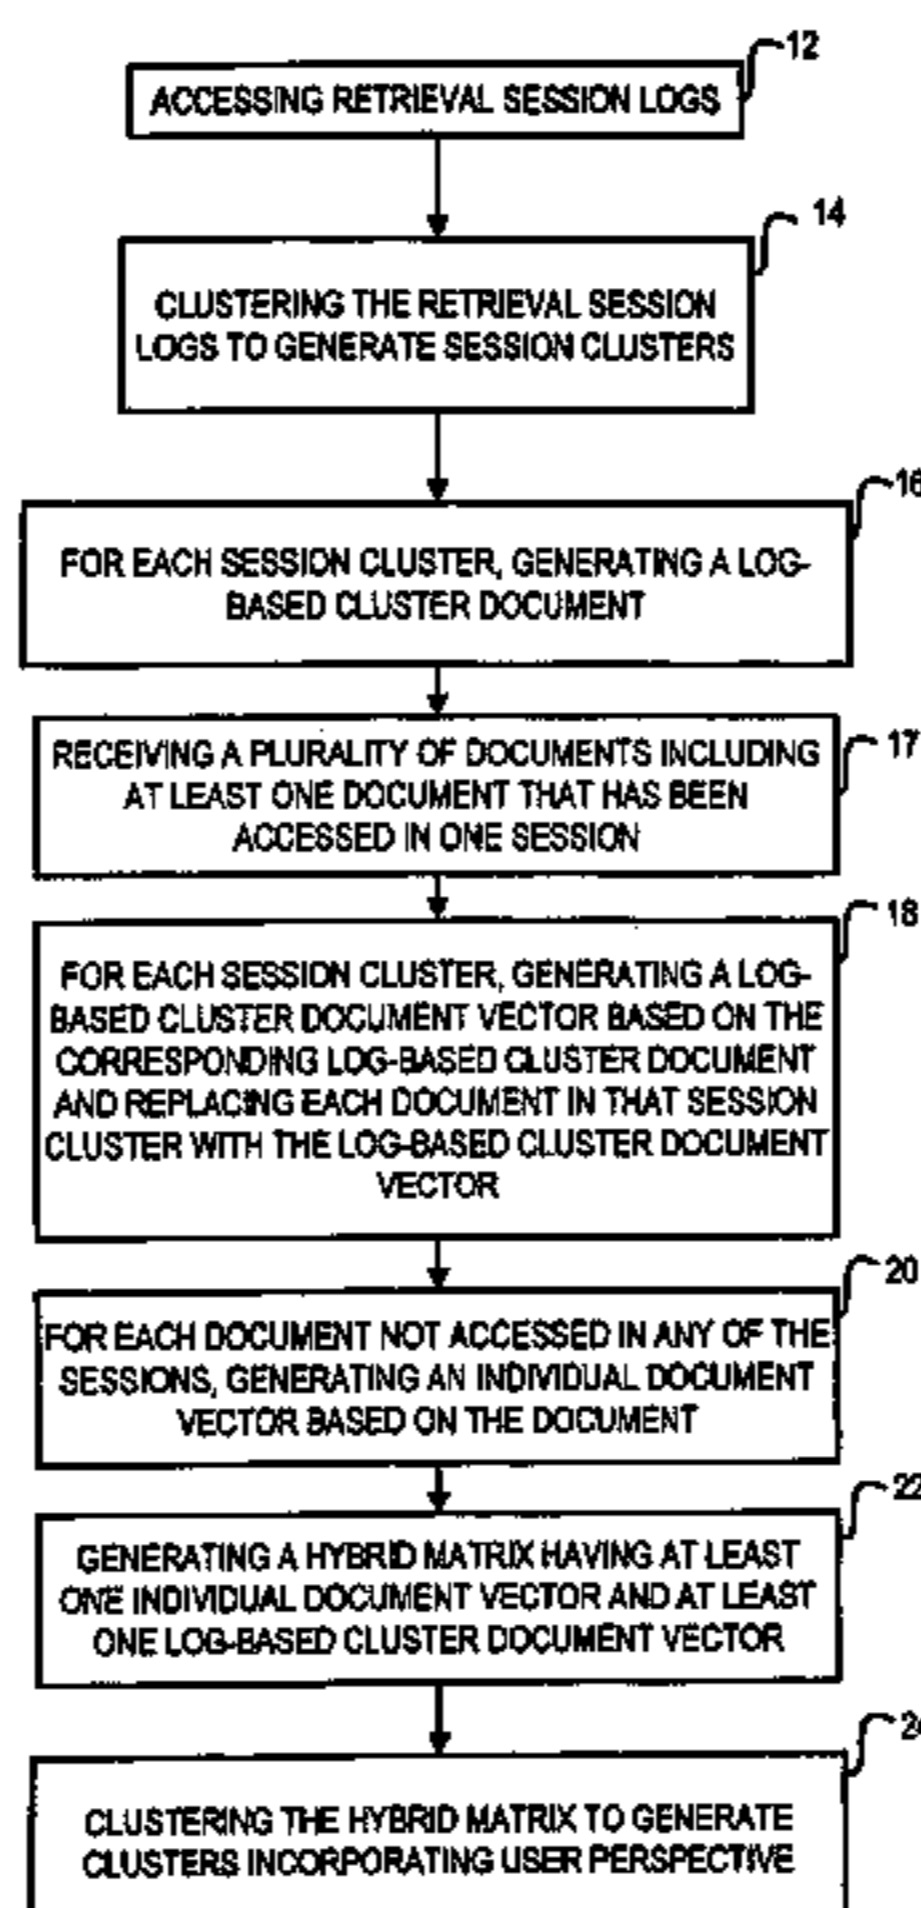 12
ACCESSING RETRIEVAL SESSION LOGS
14
CLUSTERING THE RETRIEVAL SESSION
LOGS TO GENERATE SESSION CLUSTERS
16
FOR EACH SESSION CLUSTER, GENERATING A LOG-
BASED CLUSTER DOCUMENT
17
RECEIVING A PLURALITY OF DOCUMENTS INCLUDING
AT LEAST ONE DOCUMENT THAT HAS BEEN
ACCESSED IN ONE SESSION
18
FOR EACH SESSION CLUSTER, GENERATING A LOG-
BASED CLUSTER DOCUMENT VECTOR BASED ON THE
CORRESPONDING LOG-BASED CLUSTER DOCUMENT
AND REPLACING EACH DOCUMENT IN THAT SESSION
CLUSTER WITH THE LOG-BASED CLUSTER DOCUMENT
VECTOR
20
FOR EACH DOCUMENT NOT ACCESSED IN ANY OF THE
SESSIONS, GENERATING AN INDIVIDUAL DOCUMENT
VECTOR BASED ON THE DOCUMENT
22
GENERATING A HYBRID MATRIX HAVING AT LEAST
ONE INDIVIDUAL DOCUMENT VECTOR AND AT LEAST
ONE LOG-BASED CLUSTER DOCUMENT VECTOR
24
CLUSTERING THE HYBRID MATRIX TO GENERATE
CLUSTERS INCORPORATING USER PERSPECTIVE